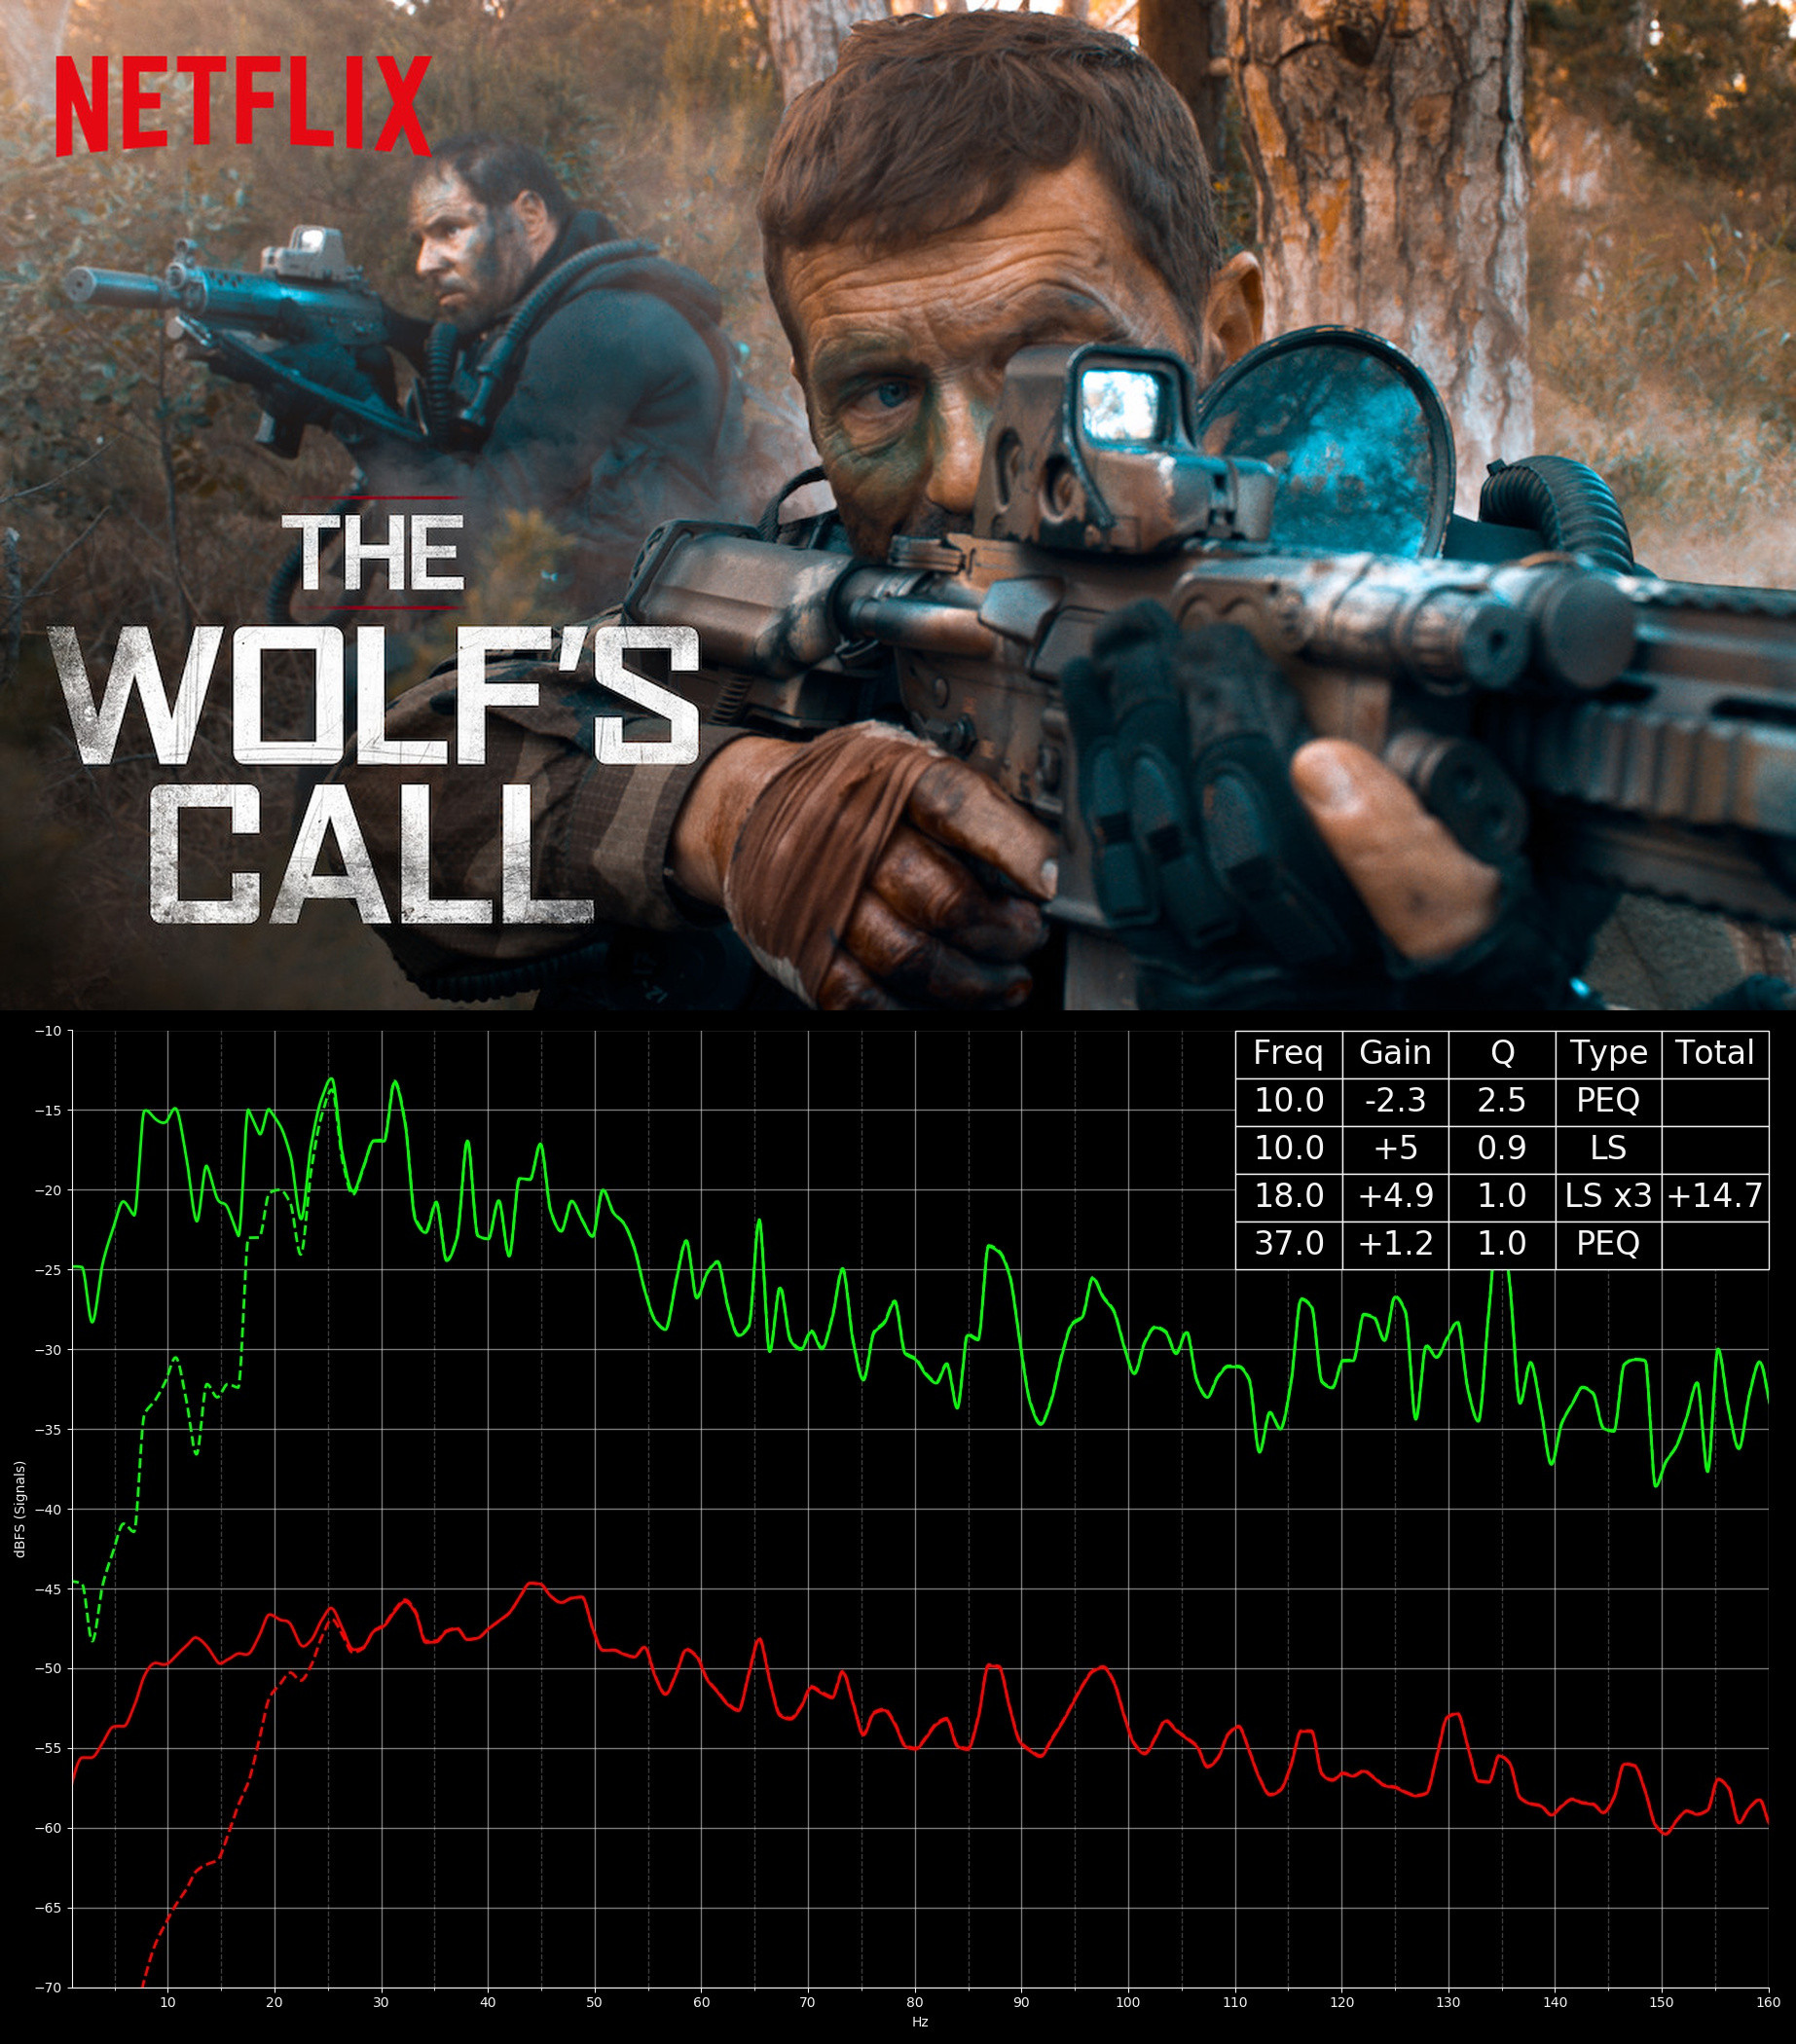 NETFLIX
THE
WOLF'S
CALL
Freq Gain Q Type Total
10.0 -2.3 2.5 PEQ
10.0 +5 0.9 LS
18.0 +4.9 1.0 LS x3 +14.7
37.0 +1.2 1.0 PEQ
−10
−15
−20
−25
−30
−35
−40
−45
−50
−55
−60
−65
−70
dBFS (Signals)
10 20 30 40 50 60 70 80 90 100 110 120 130 140 150 160
Hz